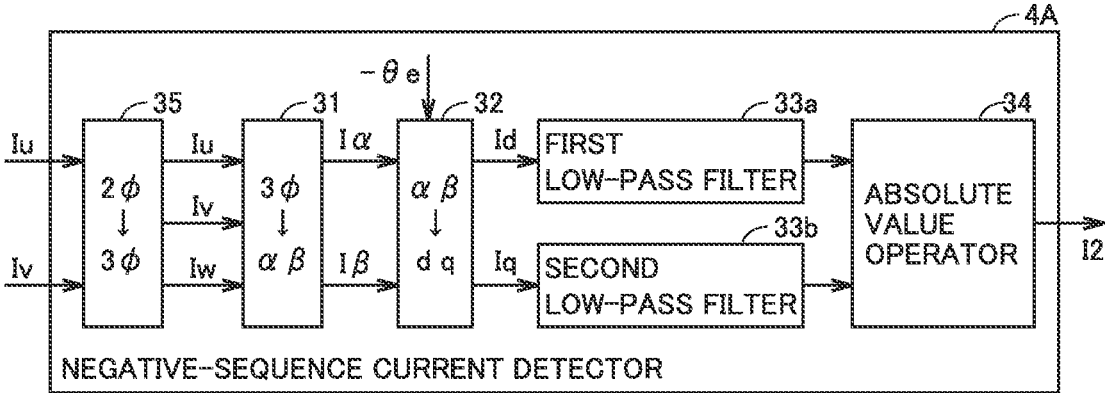 4A
－θe
35
31
32
33a
34
Iu
Iu
Iα
Id
FIRST
LOW-PASS FILTER
2φ
↓
3φ
Iv
3φ
↓
αβ
αβ
↓
dq
ABSOLUTE
VALUE
OPERATOR
33b
Iv
Iw
Iβ
Iq
SECOND
LOW-PASS FILTER
I2
NEGATIVE-SEQUENCE CURRENT DETECTOR